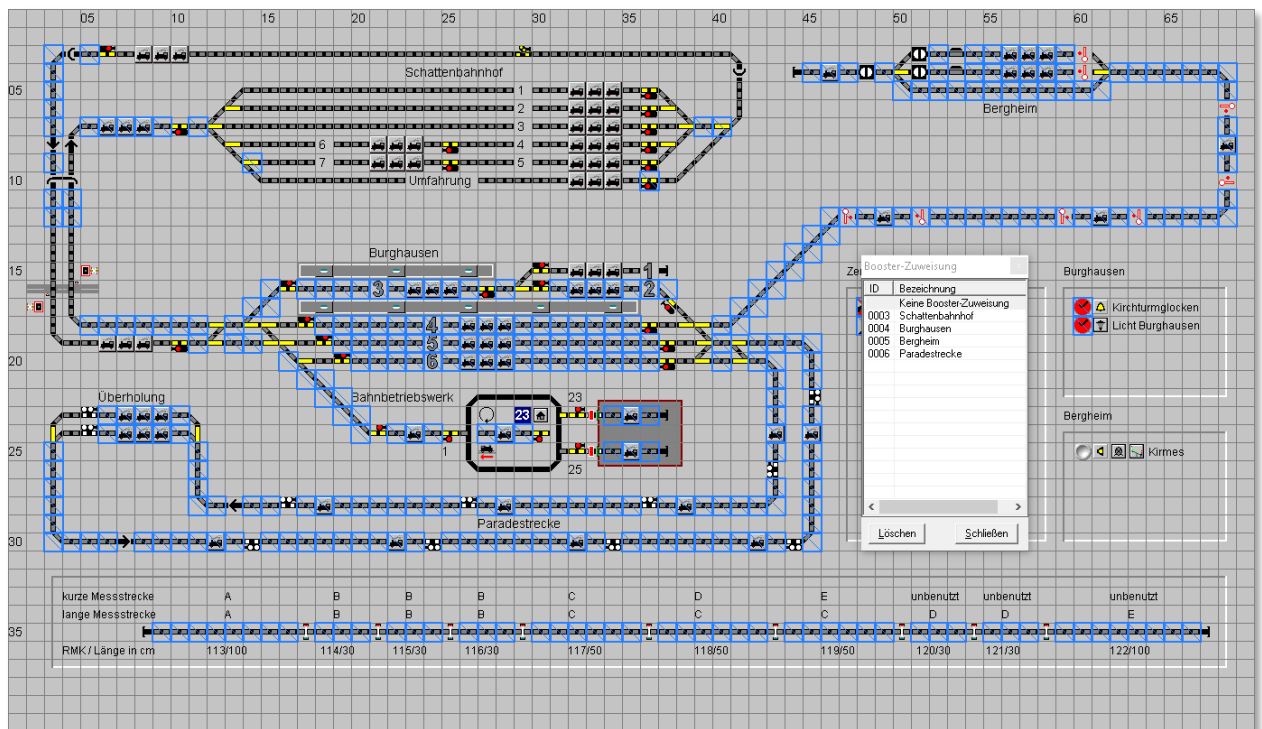 05 10 15 20 25 30 35 40 45 50 55 60 65
Schattenbahnhof
05
1
2
Bergheim
3
6 4
7 5
10
Umfahrung
Burghausen
15
1
3 2
4
5
20
6
Booster-Zuweisung
ID Bezeichnung
Keine Booster-Zuweisung
0003 Schattenbahnhof
0004 Burghausen
0005 Bergheim
0006 Paradestrecke
Löschen Schließen
Burghausen
Kirchturmglocken
Licht Burghausen
Bergheim
Kirmes
Überholung
Bahnbetriebswerk
23
23
1
25
25
Paradestrecke
30
kurze Messstrecke A B B B C D E unbenutzt unbenutzt unbenutzt
lange Messstrecke A B B B C C C D D E
35
RMK / Länge in cm 113/100 114/30 115/30 116/30 117/50 118/50 119/50 120/30 121/30 122/100